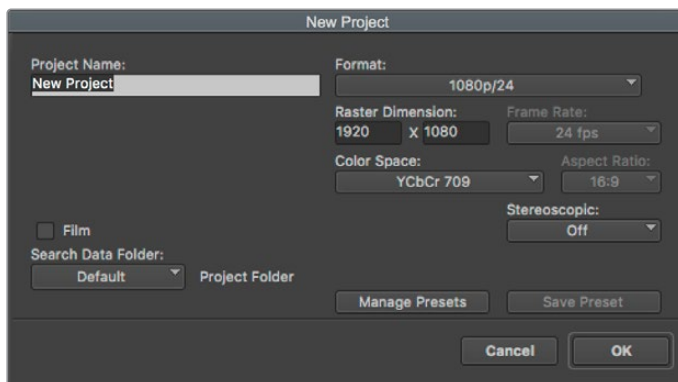 New Project
Project Name:
New Project
Format:
1080p/24
Raster Dimension:
Frame Rate:
1920 X 1080
24 fps
Color Space:
Aspect Ratio:
YCbCr 709
16:9
Stereoscopic:
Off
Film
Search Data Folder:
Default
Project Folder
Manage Presets
Save Preset
Cancel
OK